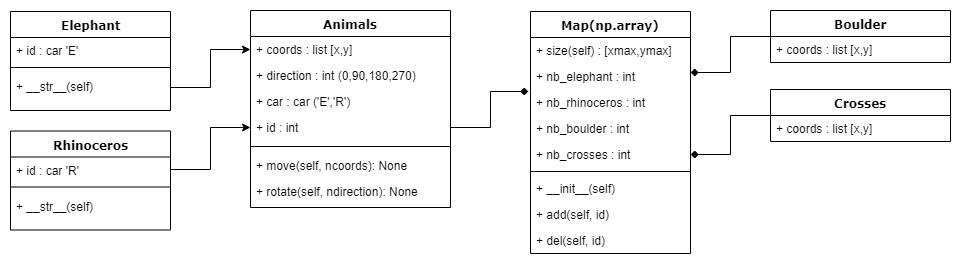 Elephant
+ id : car 'E'
+ __str__(self)
Rhinoceros
+ id : car 'R'
+ __str__(self)
Animals
+ coords : list [x,y]
+ direction : int (0,90,180,270)
+ car : car ('E','R')
+ id : int
+ move(self, ncoords): None
+ rotate(self, ndirection): None
Map(np.array)
+ size(self) : [xmax,ymax]
+ nb_elephant : int
+ nb_rhinoceros : int
+ nb_boulder : int
+ nb_crosses : int
+ __init__(self)
+ add(self, id)
+ del(self, id)
Boulder
+ coords : list [x,y]
Crosses
+ coords : list [x,y]